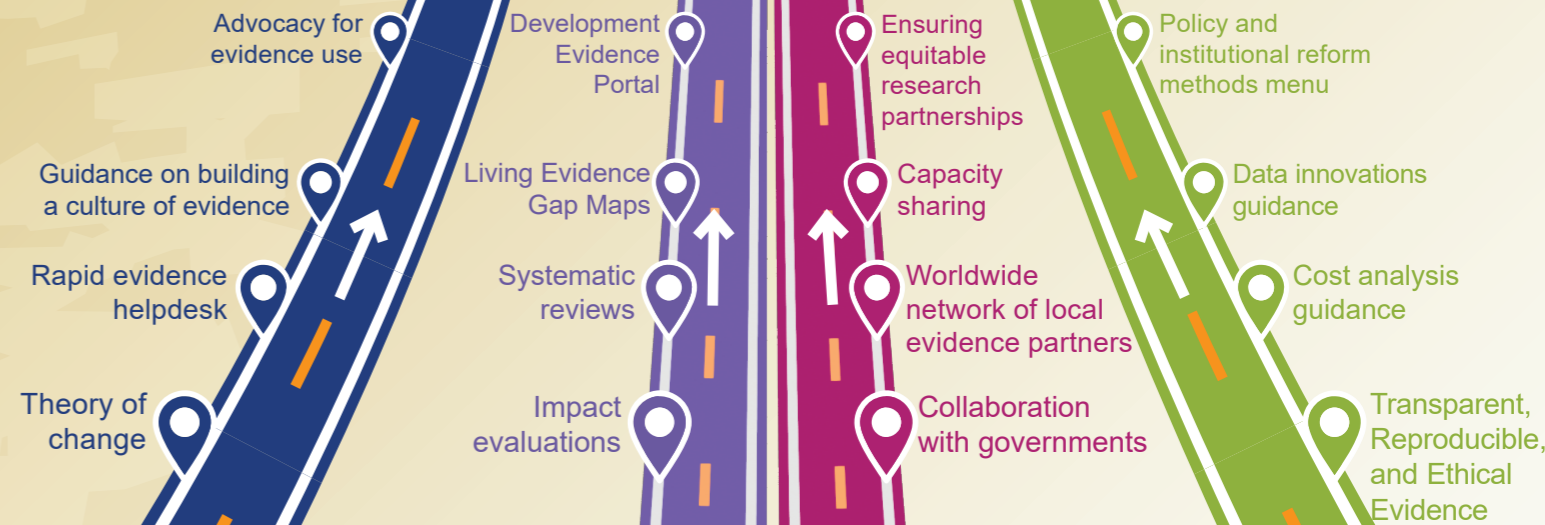 Advocacy for
evidence use
Guidance on building
a culture of evidence
Rapid evidence
helpdesk
Theory of
change
Development
Evidence
Portal
Living Evidence
Gap Maps
Systematic
reviews
Impact
evaluations
Ensuring
equitable
research
partnerships
Capacity
sharing
Worldwide
network of local
evidence partners
Collaboration
with governments
Policy and
institutional reform
methods menu
Data innovations
guidance
Cost analysis
guidance
Transparent,
Reproducible,
and Ethical
Evidence